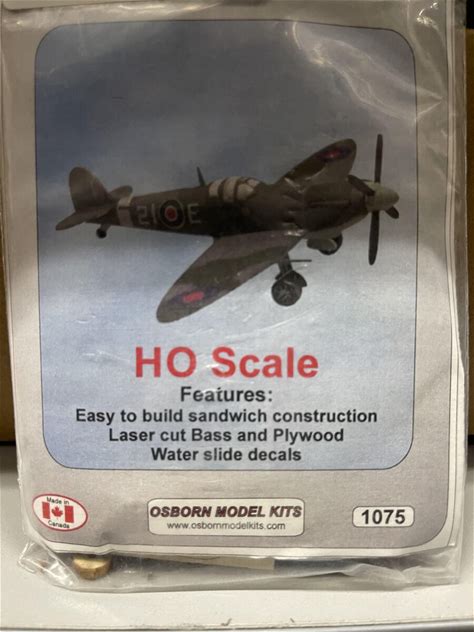 21 E
HO Scale
Features:
Easy to build sandwich construction
Laser cut Bass and Plywood
Water slide decals
Made in
Canada
OSBORN MODEL KITS
www.osbornmodelkits.com
1075